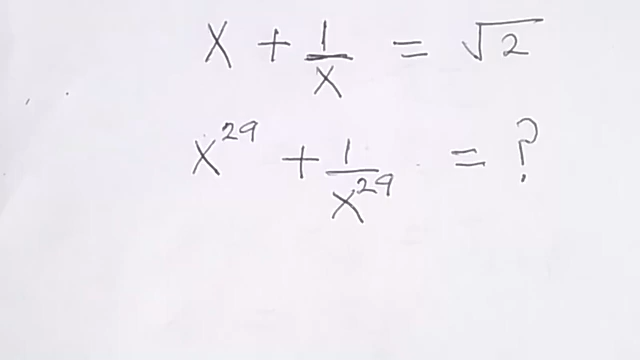 x + 1/x = √2
x^29 + 1/x^29 = ?